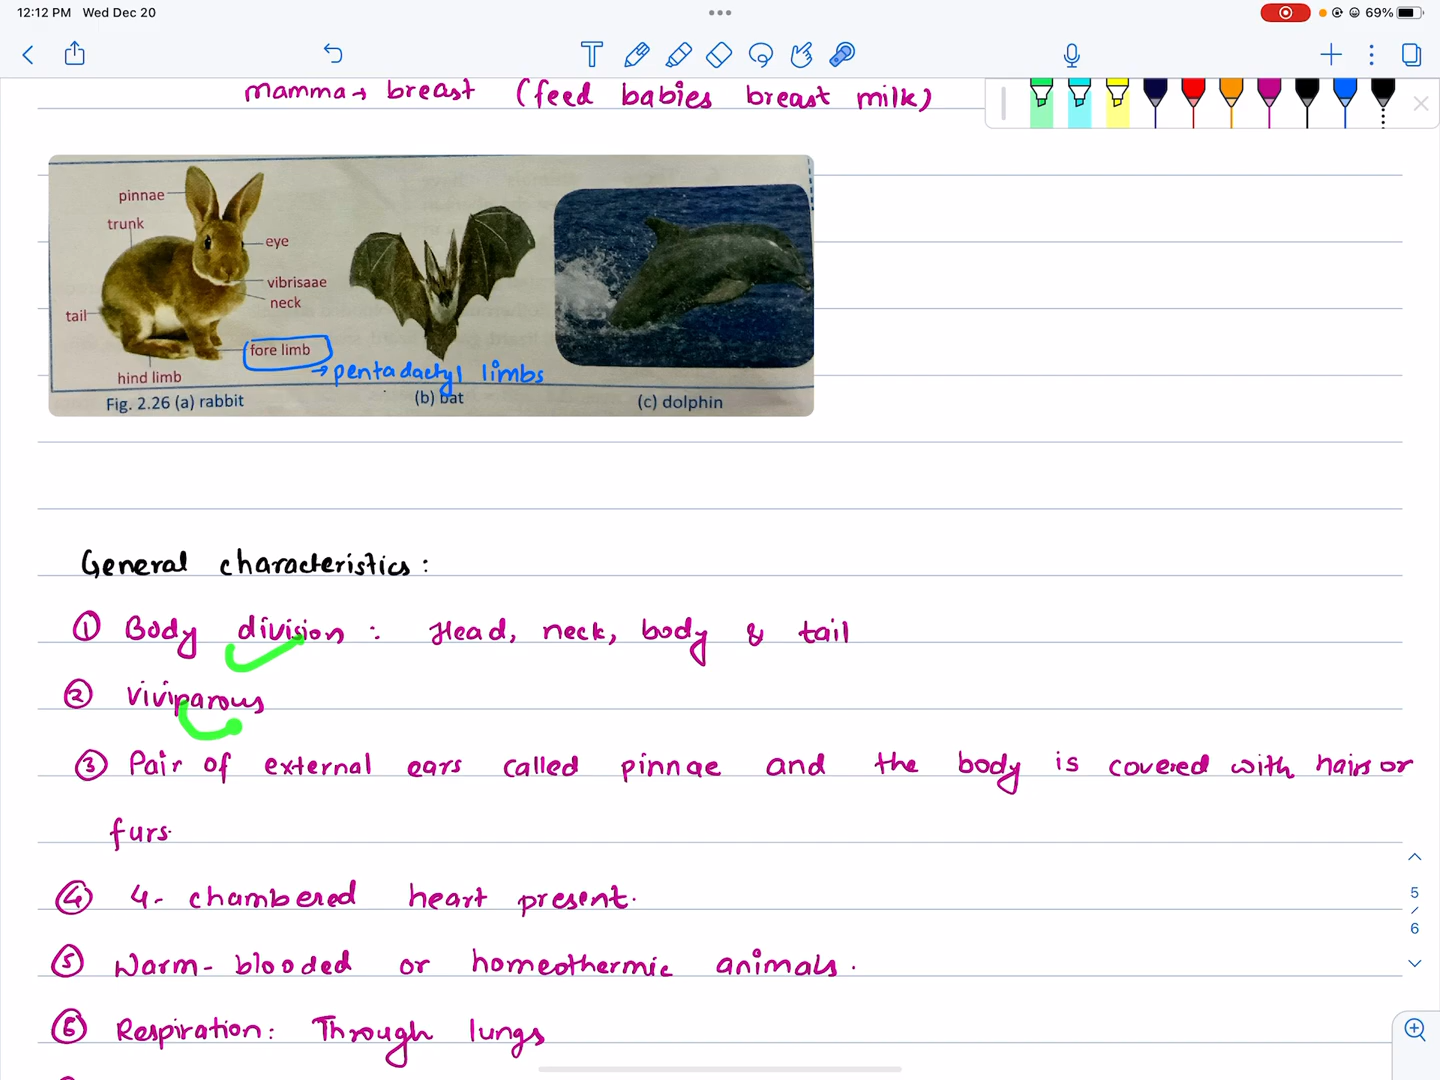 12:12 PM Wed Dec 20
69%
mamma → breast (feed babies breast milk)
pinnae
trunk
eye
vibrisaae
neck
tail
fore limb
→ pentadactyl limbs
hind limb
Fig. 2.26 (a) rabbit
(b) bat
(c) dolphin
General characteristics :
① Body division : Head, neck, body & tail
② Viviparous
③ Pair of external ears called pinnae and the body is covered with hairs or
furs.
④ 4- chambered heart present.
⑤ Warm-blooded or homeothermic animals.
⑥ Respiration: Through lungs
5
/
6